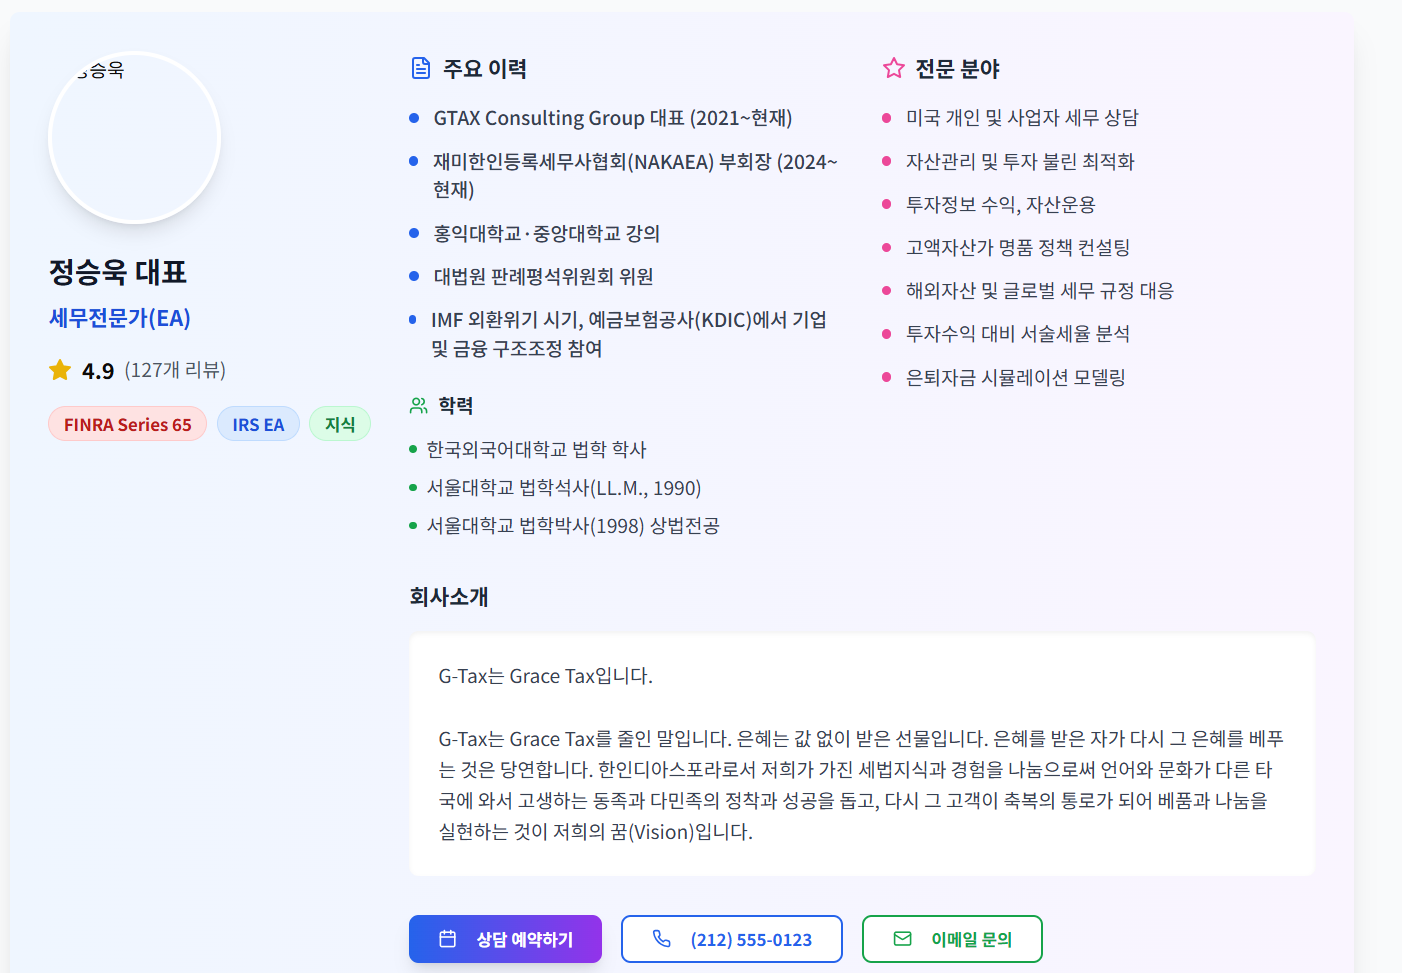 승욱
정승욱 대표
세무전문가(EA)
4.9 (127개 리뷰)
FINRA Series 65
IRS EA
지식
주요 이력
GTAX Consulting Group 대표 (2021~현재)
재미한인등록세무사협회(NAKAEA) 부회장 (2024~
현재)
홍익대학교·중앙대학교 강의
대법원 판례평석위원회 위원
IMF 외환위기 시기, 예금보험공사(KDIC)에서 기업
및 금융 구조조정 참여
학력
한국외국어대학교 법학 학사
서울대학교 법학석사(LL.M., 1990)
서울대학교 법학박사(1998) 상법전공
전문 분야
미국 개인 및 사업자 세무 상담
자산관리 및 투자 불린 최적화
투자정보 수익, 자산운용
고액자산가 명품 정책 컨설팅
해외자산 및 글로벌 세무 규정 대응
투자수익 대비 서술세율 분석
은퇴자금 시뮬레이션 모델링
회사소개
G-Tax는 Grace Tax입니다.
G-Tax는 Grace Tax를 줄인 말입니다. 은혜는 값 없이 받은 선물입니다. 은혜를 받은 자가 다시 그 은혜를 베푸
는 것은 당연합니다. 한인디아스포라로서 저희가 가진 세법지식과 경험을 나눔으로써 언어와 문화가 다른 타
국에 와서 고생하는 동족과 다민족의 정착과 성공을 돕고, 다시 그 고객이 축복의 통로가 되어 베품과 나눔을
실현하는 것이 저희의 꿈(Vision)입니다.
상담 예약하기
(212) 555-0123
이메일 문의